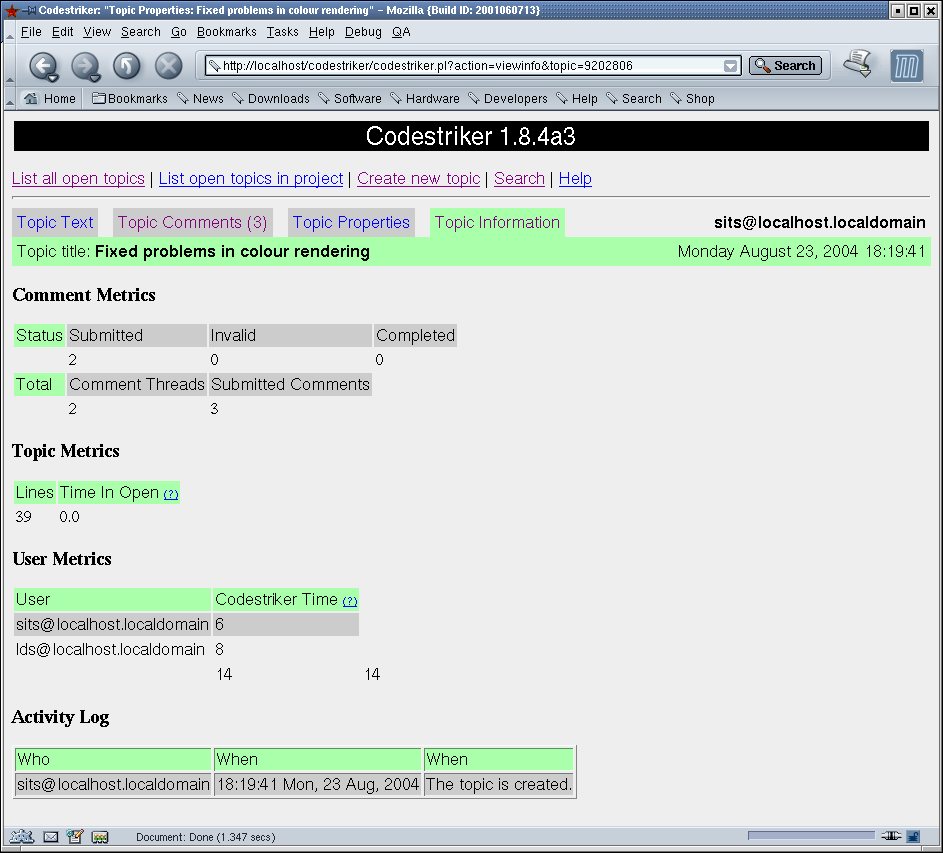 Codestriker: "Topic Properties: Fixed problems in colour rendering" - Mozilla {Build ID: 2001060713}
File Edit View Search Go Bookmarks Tasks Help Debug QA
http://localhost/codestriker/codestriker.pl?action=viewinfo&topic=9202806 Search
Home Bookmarks News Downloads Software Hardware Developers Help Search Shop
Codestriker 1.8.4a3
List all open topics | List open topics in project | Create new topic | Search | Help
Topic Text Topic Comments (3) Topic Properties Topic Information sits@localhost.localdomain
Topic title: Fixed problems in colour rendering Monday August 23, 2004 18:19:41
Comment Metrics
Status Submitted Invalid Completed
2 0 0
Total Comment Threads Submitted Comments
2 3
Topic Metrics
Lines Time In Open (?)
39 0.0
User Metrics
User Codestriker Time (?)
sits@localhost.localdomain 6
lds@localhost.localdomain 8
14 14
Activity Log
Who When When
sits@localhost.localdomain 18:19:41 Mon, 23 Aug, 2004 The topic is created.
Document: Done (1.347 secs)